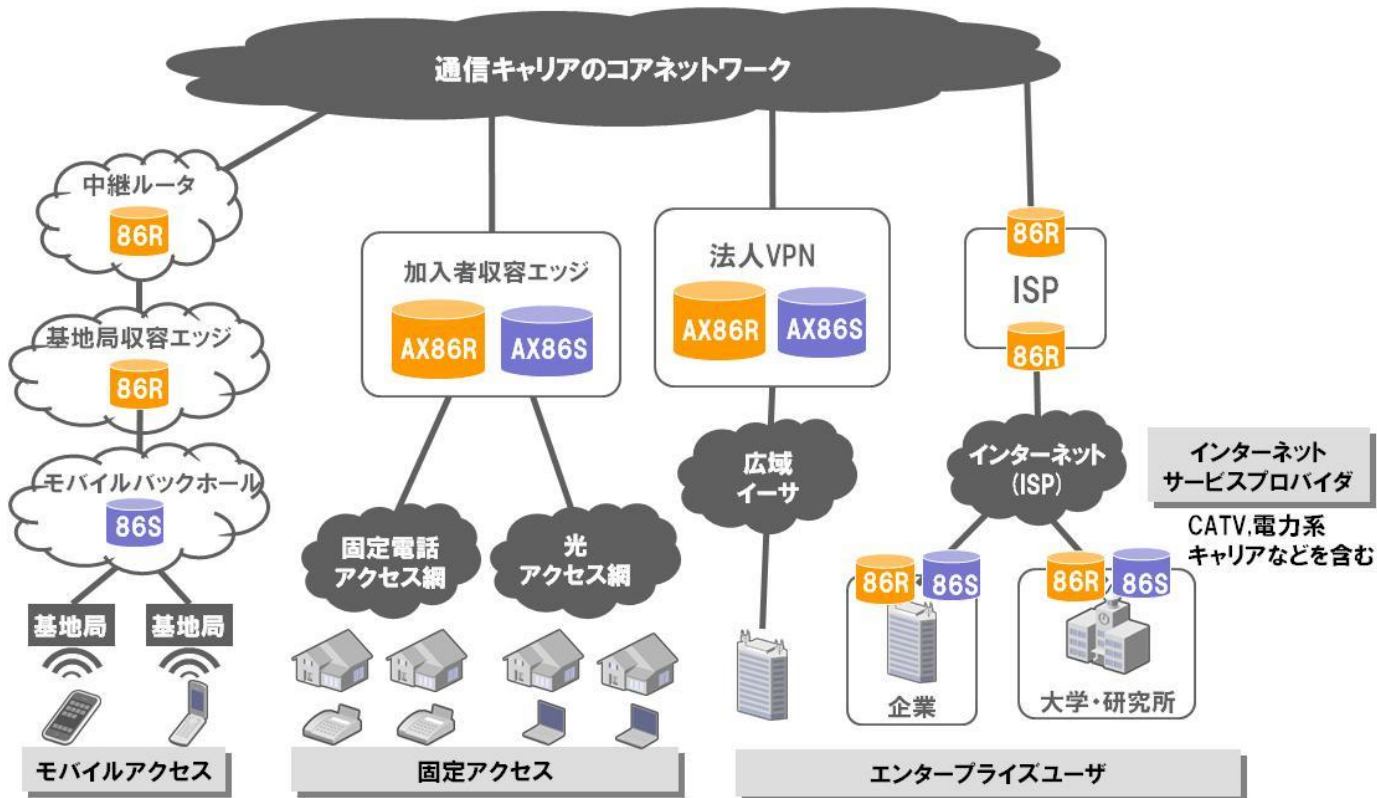 通信キャリアのコアネットワーク
中継ルータ
86R
基地局収容エッジ
86R
モバイルバックホール
86S
基地局
基地局
モバイルアクセス
加入者収容エッジ
AX86R
AX86S
固定電話
アクセス網
光
アクセス網
固定アクセス
法人VPN
AX86R
AX86S
広域
イーサ
86R
ISP
86R
インターネット
(ISP)
インターネット
サービスプロバイダ
CATV,電力系
キャリアなどを含む
86R
86S
企業
86R
86S
大学・研究所
エンタープライズユーザ